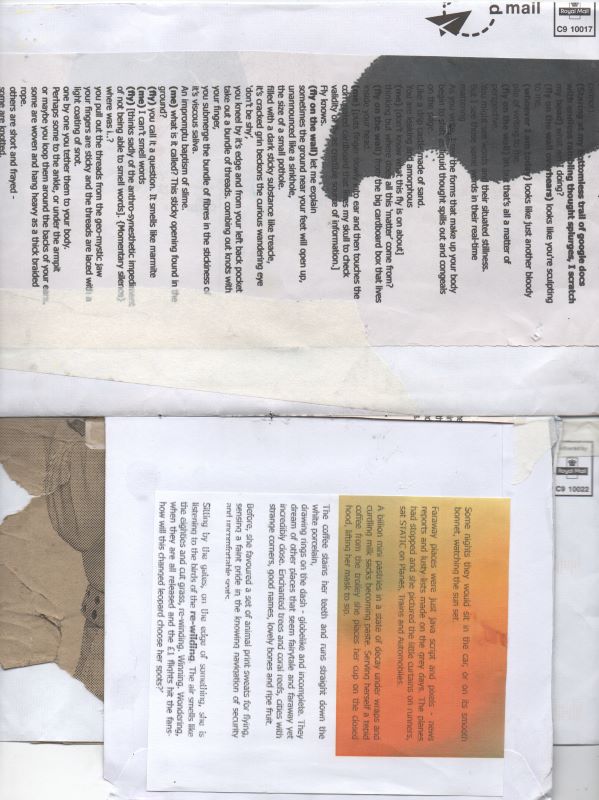 (Staring at my bottomless trail of google docs
with endless rambling thought splurges, I scratch
my head) what am I doing?
(fly on the wall overhears) looks like you're sculpting
to me.
(whoever I am today) looks like just another bloody
pile of writing to me.
(fly on the wall) ah but that's all a matter of
perspective.
You might see words and their situated stillness.
But I see those same words in their real-time
mattering
As you write, I see the forms that make up your body
begin to shift as liquid thought spills out and congeals
on the page.
Like a drip castle made of sand.
You are leaking and amorphous
(me) [don't know what this fly is on about]
thinking but where does all this 'matter' come from?
(fly on the wall) from the big cardboard box that lives
inside your head.
(me) [puts finger slowly into ear and then touches the
corrugated cardboard that lines my skull to check
validity of fly as credible source of information.]
Fly knows.
(fly on the wall) let me explain
sometimes the ground near your feet will open up,
unannounced like a sinkhole,
the size of a small pothole.
filled with a dark sticky substance like treacle,
it's cracked grin beckons the curious wandering eye
'don't be shy',
you kneel by it's edge and from your left back pocket
take out a bundle of threads. combing out knots with
your finger,
you submerge the bundle of fibres in the stickiness of
it's viscous saliva.
An impromptu baptism of slime.
(me) what is it called? This sticky opening found in the
ground?
(fly) you call it a question. It smells like marmite
(me) I can't smell words
(fly) [thinks sadly of the anthro-synesthetic impediment
of not being able to smell words]. {Momentary silence}
where was i..?
you pull out the threads from the geo-mystic jaw
your fingers are sticky and the threads are laced with a
light coating of snot.
one by one you tether them to your body.
Perhaps some to the ankle, or under the armpit
or maybe you loop them around the backs of your ears.
some are woven and hang heavy as a thick braided
rope.
others are short and frayed -
some are knotted.
a mail
Royal Mail
C9 10017
Royal Mail
C9 10022
Some nights they would sit in the car, or on its smooth
bonnet, watching the sun set.
Faraway places were just java script and pixels - news
reports and lusty lists made on the grey days. The planes
had stopped and she pictured the little curtains on runners,
sat STATIC on Planes, Trains and Automobiles.
A billion mini pastries in a state of decay under wraps and
curdling milk sacks becoming paste. Serving herself a tepid
coffee from the trolley she places her cup on the closed
hood, lifting her mask to sip.
The coffee stains her teeth and runs straight down the
white porcelain,
drawing rings on the dash - globelike and incomplete. They
dream of other places that seem fairytale and faraway yet
incredibly close. Enchanted trees and coral reefs, cities with
strange corners, good names, lovely bones and ripe fruit.
Before, she favoured a set of animal print sweats for flying,
sensing a faint pride in the knowing navigation of security
and uncomfortable seats.
Sitting by the gates, on the edge of something, she is
listening to the birds of the re-wilding. The air smells like
the eighties and cut grass, re-winding. Winning. Wondering,
when they are all released and the £1 flights hit the fans-
how will this changed leopard choose her spots?'